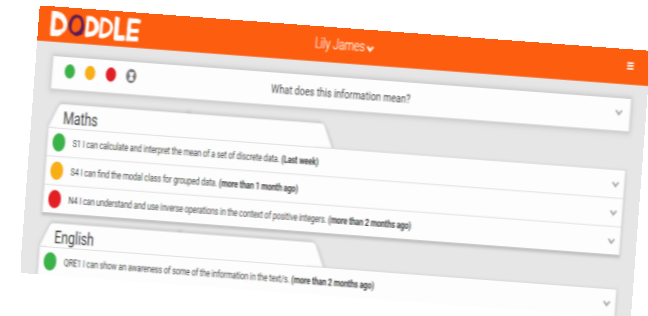 DODDLE
Lily James
What does this information mean?
Maths
S1 I can calculate and interpret the mean of a set of discrete data. (Last week)
S4 I can find the modal class for grouped data. (more than 1 month ago)
N4 I can understand and use inverse operations in the context of positive integers. (more than 2 months ago)
English
QRE1 I can show an awareness of some of the information in the text/s. (more than 2 months ago)